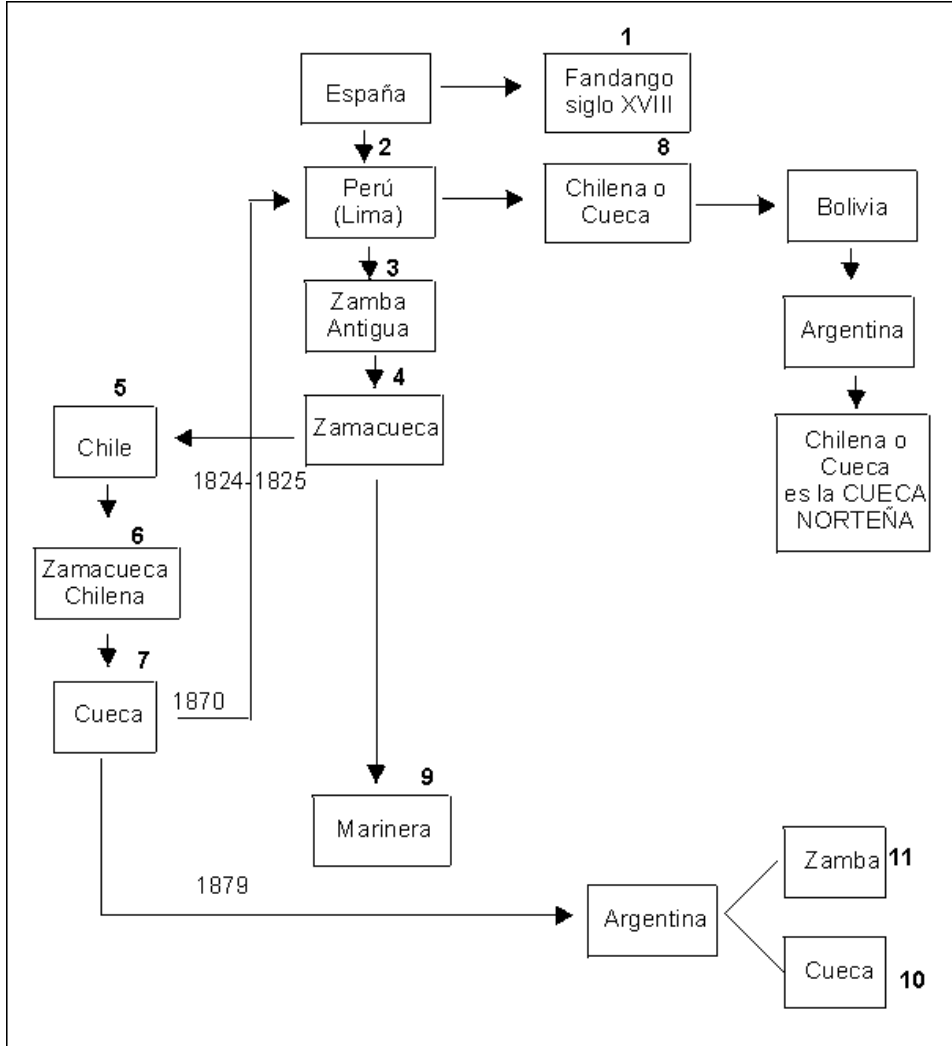 1
España
Fandango
siglo XVIII
2
8
Perú
(Lima)
Chilena o
Cueca
Bolivia
3
Zamba
Antigua
Argentina
4
5
Chile
Zamacueca
1824-1825
Chilena o
Cueca
es la CUECA
NORTEÑA
6
Zamacueca
Chilena
7
Cueca
1870
9
Marinera
1879
Argentina
Zamba
11
Cueca
10